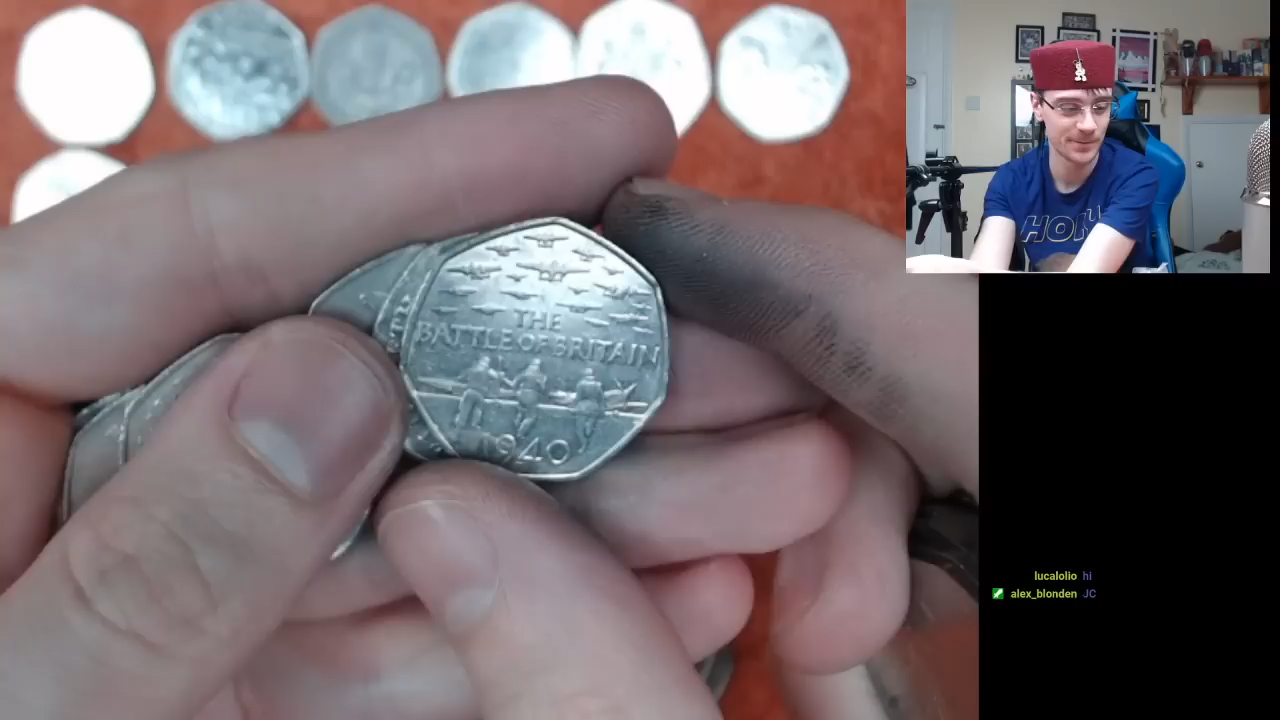 THE
BATTLE OF BRITAIN
1940
lucalolio hi
alex_blonden JC